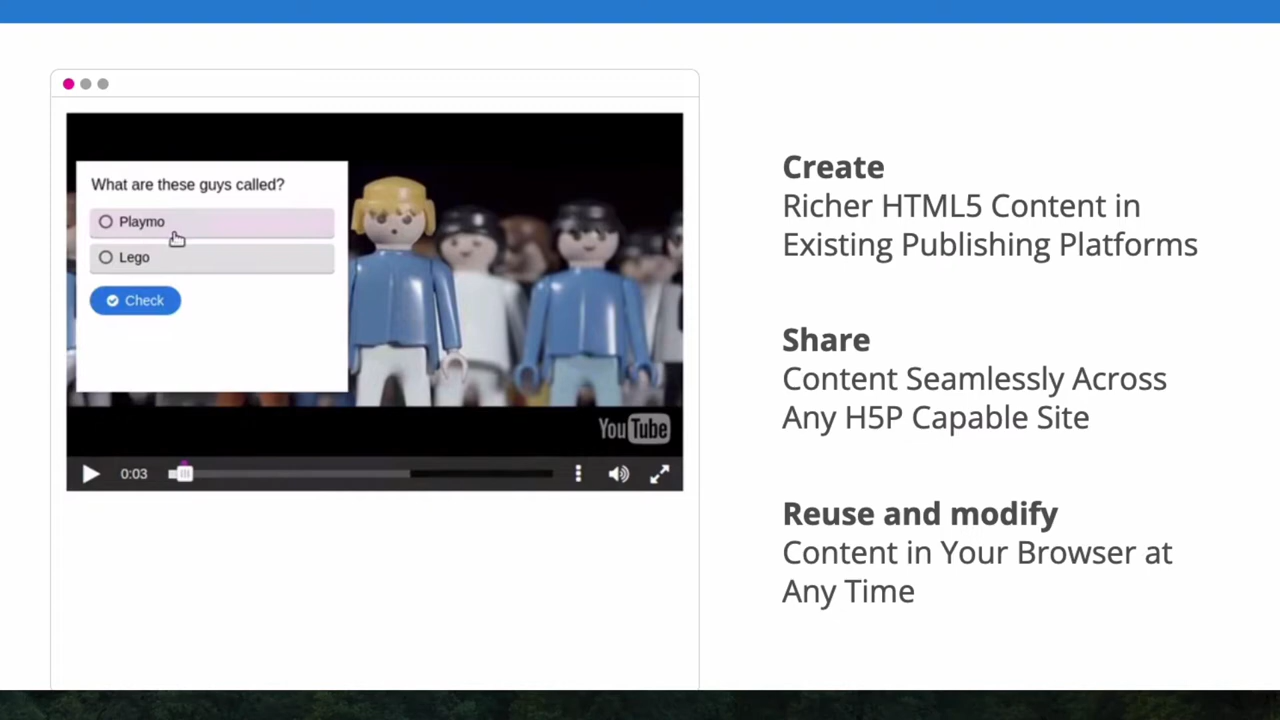 What are these guys called?
Playmo
Lego
Check
YouTube
0:03
Create
Richer HTML5 Content in
Existing Publishing Platforms
Share
Content Seamlessly Across
Any H5P Capable Site
Reuse and modify
Content in Your Browser at
Any Time